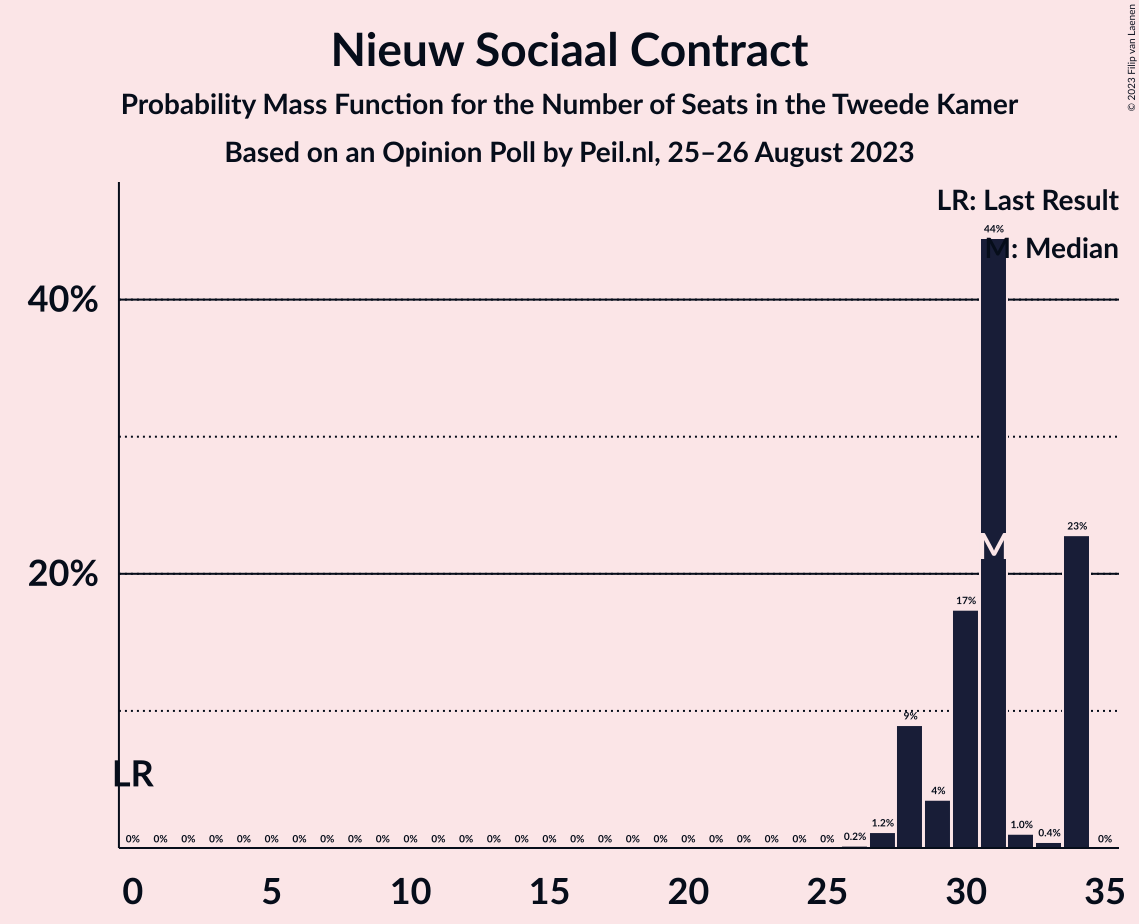 Nieuw Sociaal Contract
Probability Mass Function for the Number of Seats in the Tweede Kamer
Based on an Opinion Poll by Peil.nl, 25–26 August 2023
© 2023 Filip van Laenen
LR: Last Result
M: Median
40%
20%
LR
M
0% 0% 0% 0% 0% 0% 0% 0% 0% 0% 0% 0% 0% 0% 0% 0% 0% 0% 0% 0% 0% 0% 0% 0% 0% 0% 0.2% 1.2% 9% 4% 17% 44% 1.0% 0.4% 23% 0%
0 5 10 15 20 25 30 35